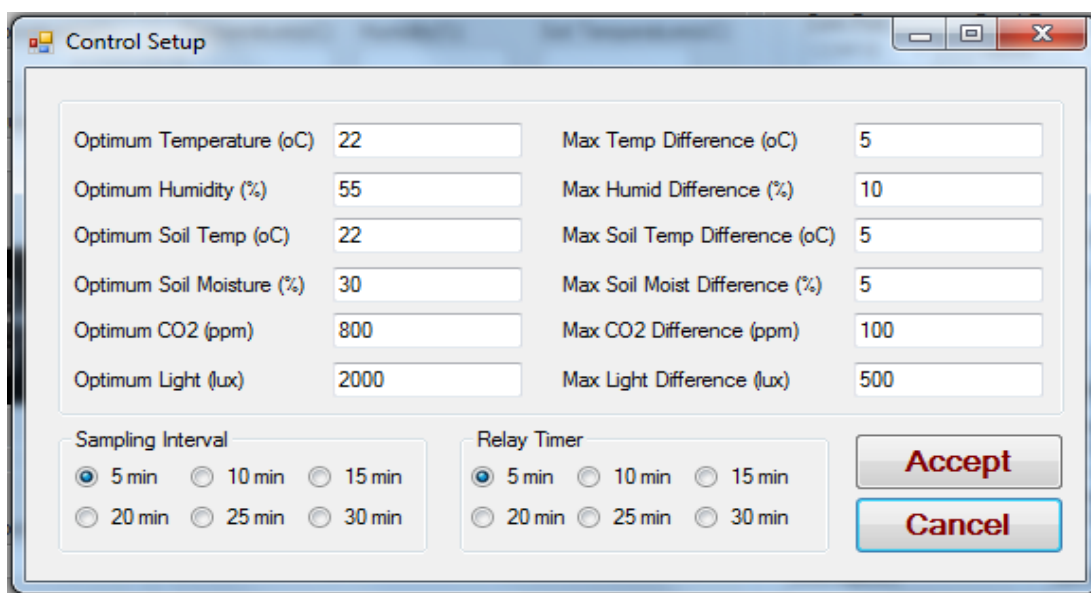 Control Setup
Optimum Temperature (oC) 22 Max Temp Difference (oC) 5
Optimum Humidity (%) 55 Max Humid Difference (%) 10
Optimum Soil Temp (oC) 22 Max Soil Temp Difference (oC) 5
Optimum Soil Moisture (%) 30 Max Soil Moist Difference (%) 5
Optimum CO2 (ppm) 800 Max CO2 Difference (ppm) 100
Optimum Light (lux) 2000 Max Light Difference (lux) 500
Sampling Interval
5 min 10 min 15 min
20 min 25 min 30 min
Relay Timer
5 min 10 min 15 min
20 min 25 min 30 min
Accept
Cancel